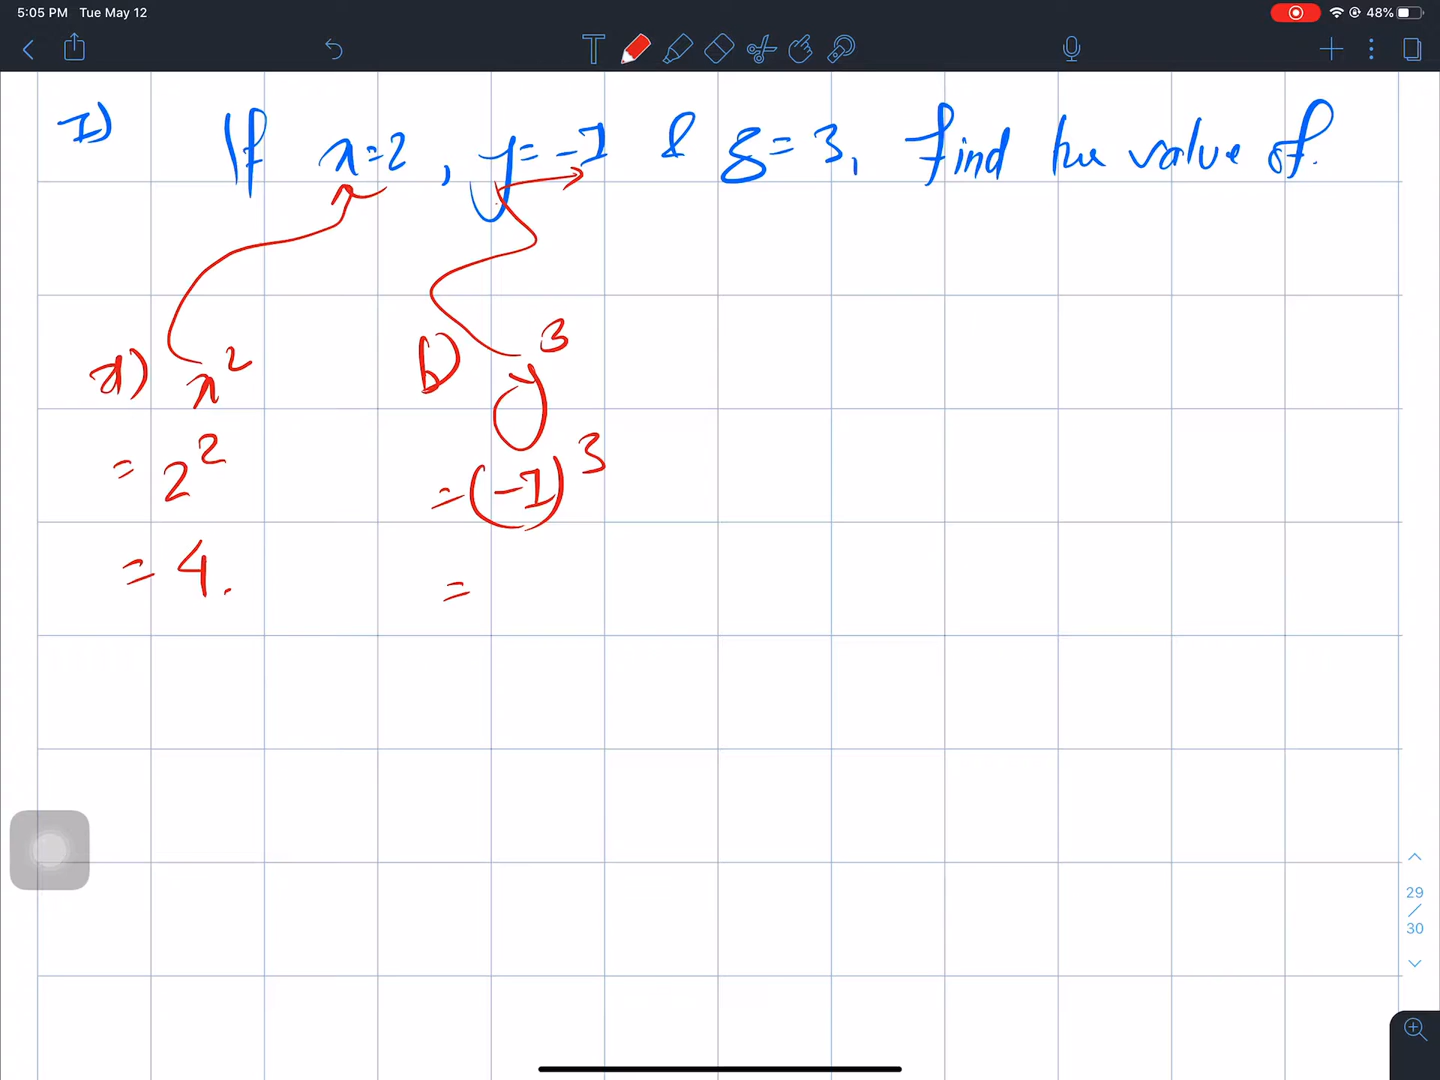 5:05 PM Tue May 12
48%
1) If x=2, y=-1 & z=3, find the value of.
a) x²
= 2²
= 4.
b) y³
= (-1)³
=
29
/
30